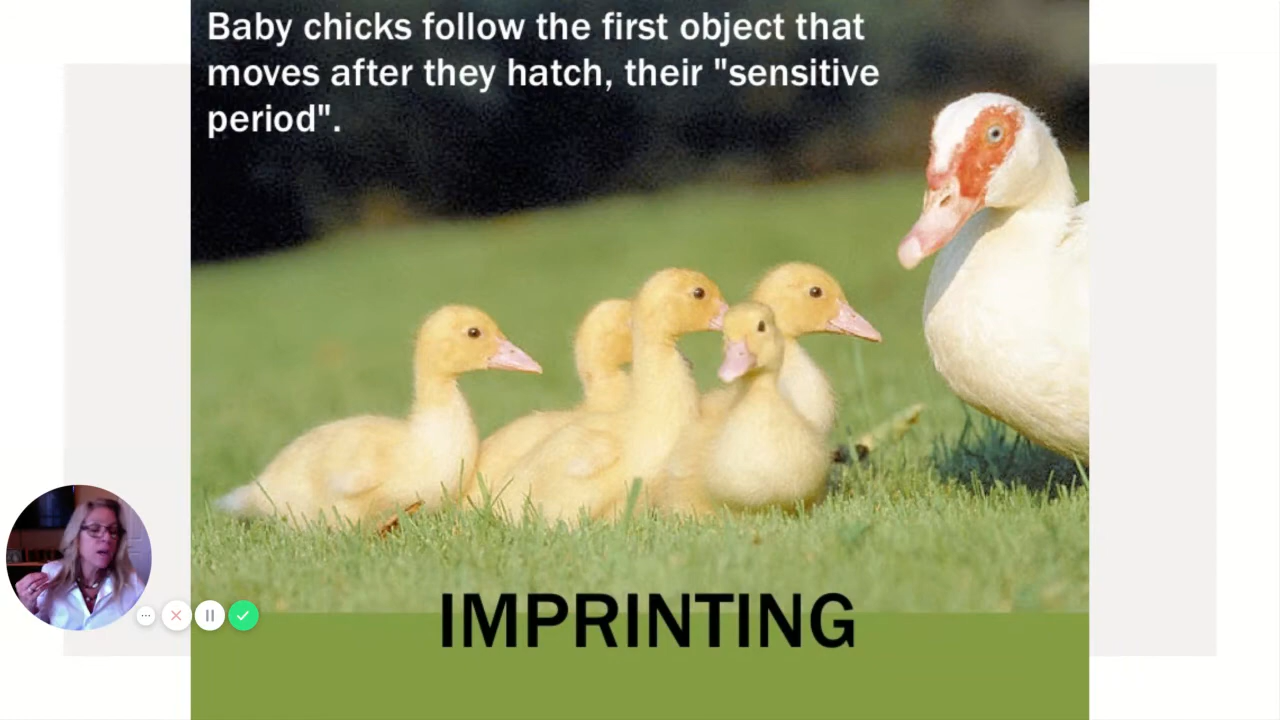 Baby chicks follow the first object that
moves after they hatch, their "sensitive
period".
IMPRINTING